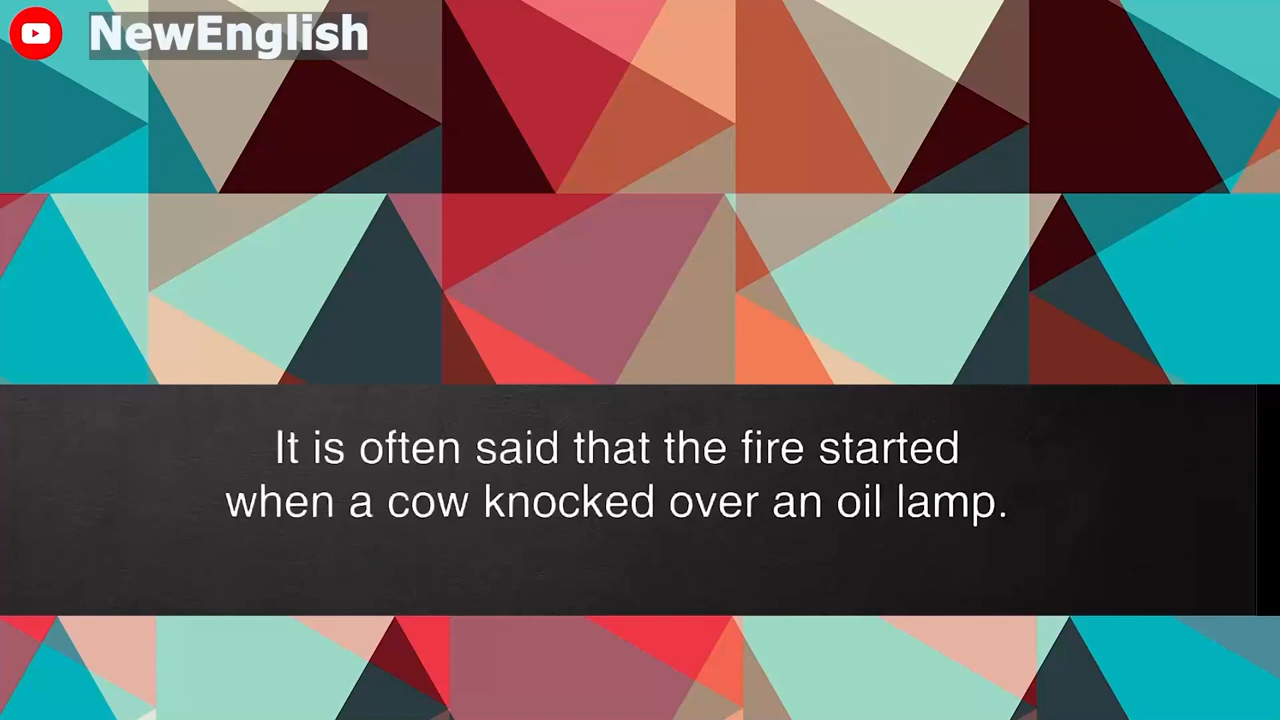 NewEnglish
It is often said that the fire started
when a cow knocked over an oil lamp.